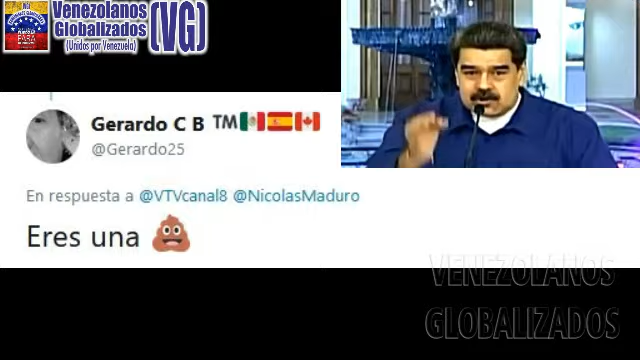 Venezolanos
Globalizados
(Unidos por Venezuela)
(VG)
Gerardo C B ™🇲🇽🇪🇸🇨🇦
@Gerardo25
En respuesta a @VTVcanal8 @NicolasMaduro
Eres una 💩
VENEZOLANOS
GLOBALIZADOS